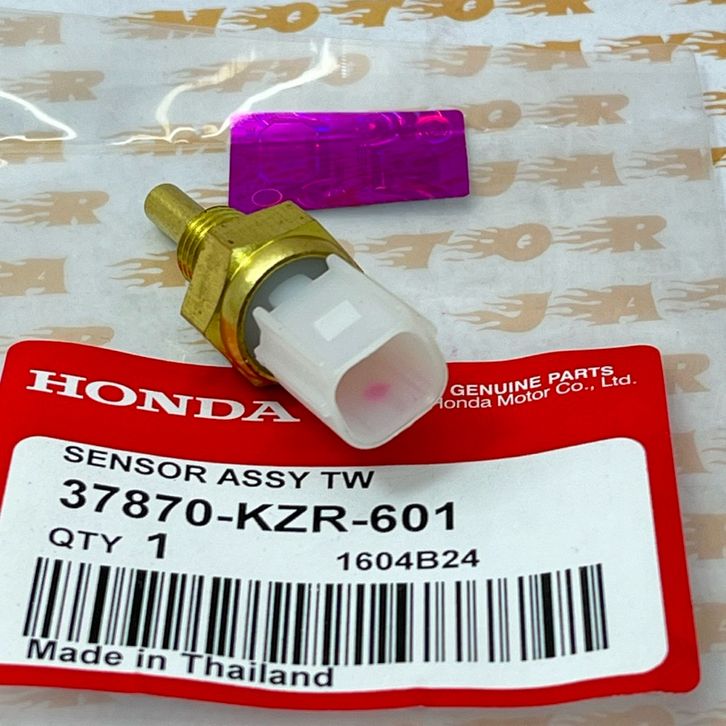 HONDA
GENUINE PARTS
Honda Motor Co., Ltd.
SENSOR ASSY TW
37870-KZR-601
QTY 1
1604B24
Made in Thailand